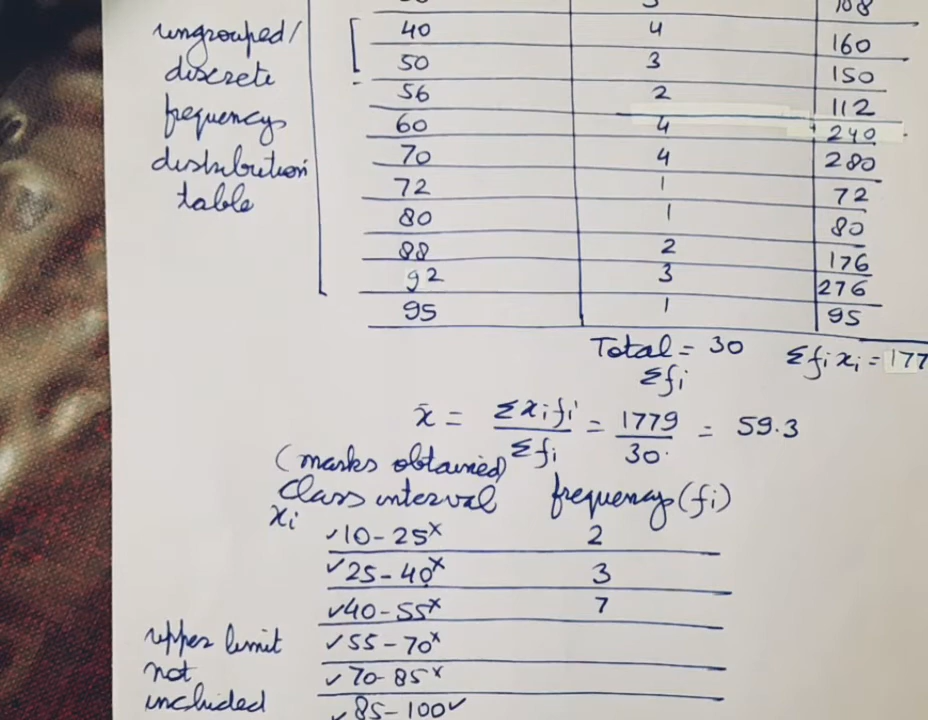 108
ungrouped/
discrete
frequency
distribution
table
40 4 160
50 3 150
56 2 112
60 4 240
70 4 280
72 1 72
80 1 80
88 2 176
92 3 276
95 1 95
Total = 30 Σfixi = 177
Σfi
x̄ = Σxifi / Σfi = 1779 / 30 = 59.3
(marks obtained)
class interval frequency (fi)
xi
✓10-25× 2
✓25-40× 3
✓40-55× 7
upper limit
not
included
✓55-70×
✓70-85×
✓85-100✓